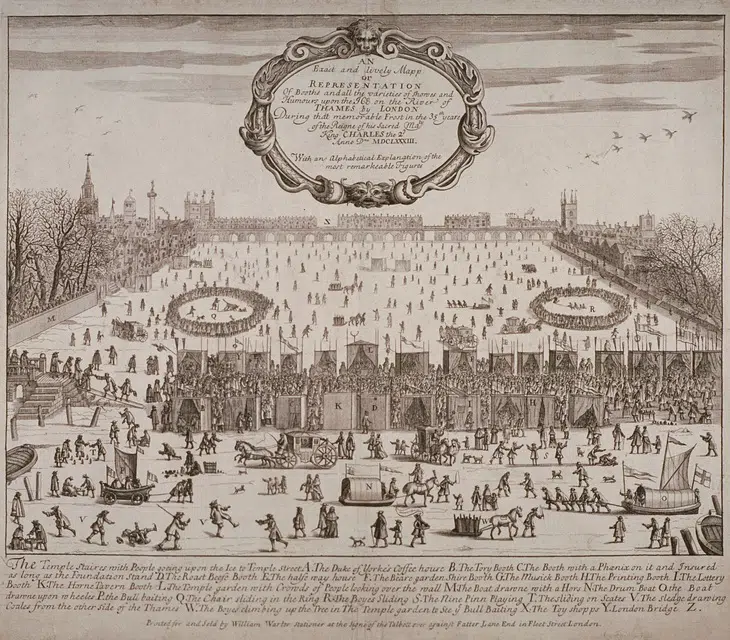 AN
Exact and lively Mapp
OR
REPRESENTATION
Of Booths and all the varieties of showes and
Humours upon the ICE on the River of
THAMES by LONDON
During that memorable Frost in the 35th yeare
of the Reigne of his Sacred Maty
King CHARLES the 2d
Anno Dni MDCLXXXIII.
With an Alphabetical Explanation of the
most remarkable Figures
X
M
Q
R
L
K
D
N
O
V
V
The Temple Staires with People going upon the Ice to Temple Street A. The Duke of Yorkes Coffee house B. The Tory Booth C. The Booth with a Phœnix on it and Insured
as long as the Foundation Stand D. The Roast Beefe Booth E. The halfe way house F. The Beare garden Shire Booth G. The Musick Booth H. The Printing Booth I. The Lottery
Booth K. The Horne Tavern Booth L. The Temple garden with Crowds of People looking over the wall M. The Boat drawne with a Hors N. The Drum Boat O. the Boat
drawne upon wheeles P. the Bull baiting Q. The Chair sliding in the Ring R. The Boyes Sliding S. The Nine Pinn Playing T. The sliding on Scates V. The sledge drawing
Coales from the other Side of the Thames W. The Boyes climbing up the Tree in The Temple garden to See ye Bull Baiting X. The Toy shopps Y. London Bridge Z.
Printed for and Sold by William Warter Stationer at the Signe of the Talbott over against Fetter Lane End in Fleet Street London.